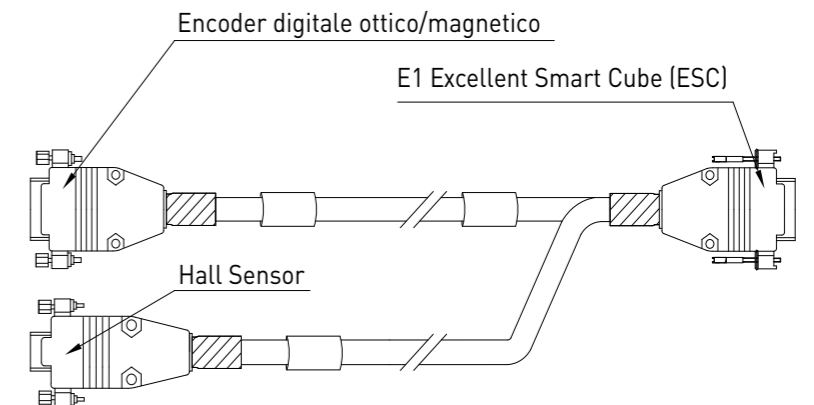 Encoder digitale ottico/magnetico
E1 Excellent Smart Cube (ESC)
Hall Sensor